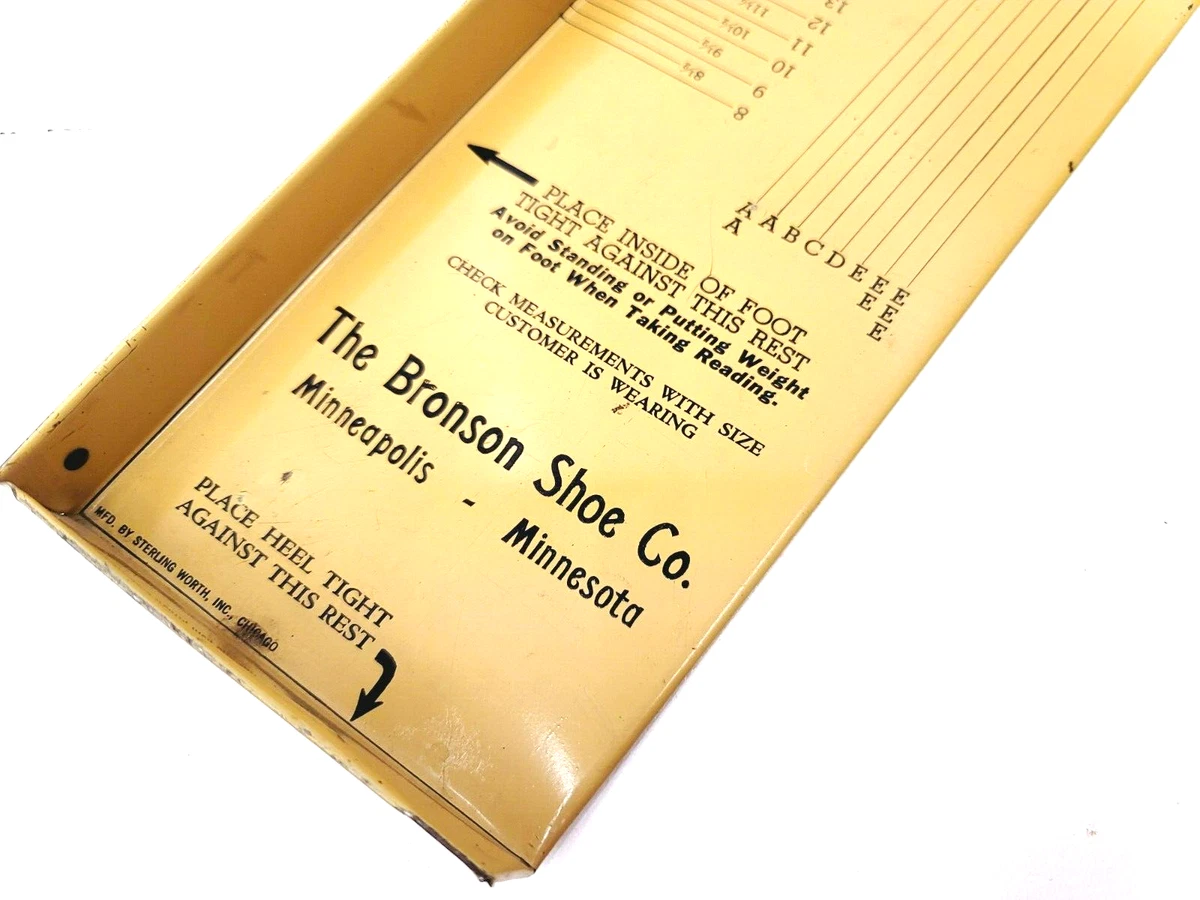 13
11½
12
10½
11
9½
10
8½
9
8
A A B C D E E E
A E E
E
PLACE INSIDE OF FOOT
TIGHT AGAINST THIS REST
Avoid Standing or Putting Weight
on Foot When Taking Reading.
CHECK MEASUREMENTS WITH SIZE
CUSTOMER IS WEARING
The Bronson Shoe Co.
Minneapolis - Minnesota
PLACE HEEL TIGHT
AGAINST THIS REST
MFD. BY STERLING WORTH, INC., CHICAGO